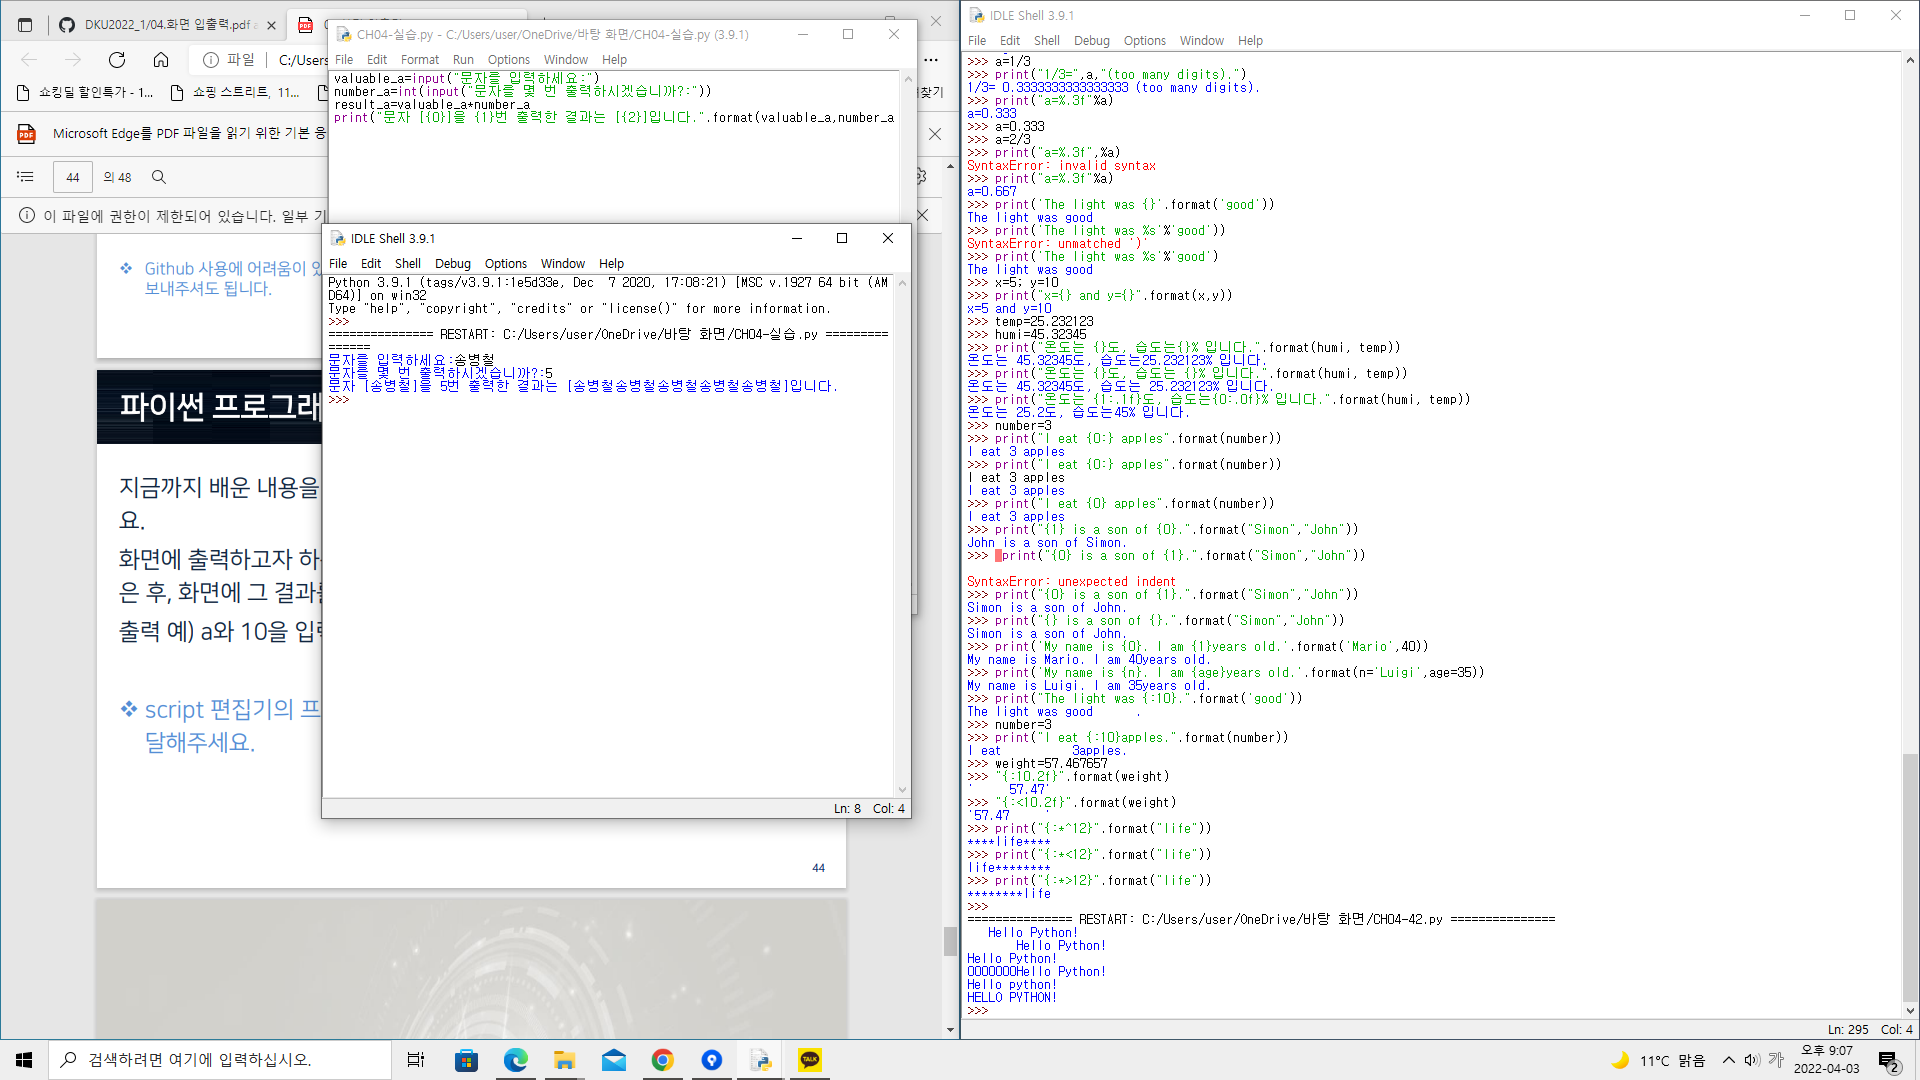 DKU2022_1/04.화면 입출력.pdf a
파일
C:/Users
쇼킹딜 할인특가 - 1...
쇼핑 스트리트, 11...
찾기
Microsoft Edge를 PDF 파일을 읽기 위한 기본 응
44 의 48
이 파일에 권한이 제한되어 있습니다. 일부 기
Github 사용에 어려움이 있
보내주셔도 됩니다.
파이썬 프로그래
지금까지 배운 내용을
요.
화면에 출력하고자 하
은 후, 화면에 그 결과를
출력 예) a와 10을 입력
script 편집기의 프
달해주세요.
44
CH04-실습.py - C:/Users/user/OneDrive/바탕 화면/CH04-실습.py (3.9.1)
File Edit Format Run Options Window Help
valuable_a=input("문자를 입력하세요:")
number_a=int(input("문자를 몇 번 출력하시겠습니까?:"))
result_a=valuable_a*number_a
print("문자 [{0}]을 {1}번 출력한 결과는 [{2}]입니다.".format(valuable_a,number_a
IDLE Shell 3.9.1
File Edit Shell Debug Options Window Help
Python 3.9.1 (tags/v3.9.1:1e5d33e, Dec  7 2020, 17:08:21) [MSC v.1927 64 bit (AM
D64)] on win32
Type "help", "copyright", "credits" or "license()" for more information.
>>>
=============== RESTART: C:/Users/user/OneDrive/바탕 화면/CH04-실습.py =========
======
문자를 입력하세요:송병철
문자를 몇 번 출력하시겠습니까?:5
문자 [송병철]을 5번 출력한 결과는 [송병철송병철송병철송병철송병철]입니다.
>>>
Ln: 8 Col: 4
IDLE Shell 3.9.1
File Edit Shell Debug Options Window Help
>>> a=1/3
>>> print("1/3=",a,"(too many digits).")
1/3= 0.3333333333333333 (too many digits).
>>> print("a=%.3f"%a)
a=0.333
>>> a=0.333
>>> a=2/3
>>> print("a=%.3f",%a)
SyntaxError: invalid syntax
>>> print("a=%.3f"%a)
a=0.667
>>> print('The light was {}'.format('good'))
The light was good
>>> print('The light was %s'%'good'))
SyntaxError: unmatched ')'
>>> print('The light was %s'%'good')
The light was good
>>> x=5; y=10
>>> print("x={} and y={}".format(x,y))
x=5 and y=10
>>> temp=25.232123
>>> humi=45.32345
>>> print("온도는 {}도, 습도는{}% 입니다.".format(humi, temp))
온도는 45.32345도, 습도는25.232123% 입니다.
>>> print("온도는 {}도, 습도는 {}% 입니다.".format(humi, temp))
온도는 45.32345도, 습도는 25.232123% 입니다.
>>> print("온도는 {1:.1f}도, 습도는{0:.0f}% 입니다.".format(humi, temp))
온도는 25.2도, 습도는45% 입니다.
>>> number=3
>>> print("I eat {0:} apples".format(number))
I eat 3 apples
>>> print("I eat {0:} apples".format(number))
I eat 3 apples
I eat 3 apples
>>> print("I eat {0} apples".format(number))
I eat 3 apples
>>> print("{1} is a son of {0}.".format("Simon","John"))
John is a son of Simon.
>>>  print("{0} is a son of {1}.".format("Simon","John"))
SyntaxError: unexpected indent
>>> print("{0} is a son of {1}.".format("Simon","John"))
Simon is a son of John.
>>> print("{} is a son of {}.".format("Simon","John"))
Simon is a son of John.
>>> print('My name is {0}. I am {1}years old.'.format('Mario',40))
My name is Mario. I am 40years old.
>>> print('My name is {n}. I am {age}years old.'.format(n='Luigi',age=35))
My name is Luigi. I am 35years old.
>>> print("The light was {:10}.".format('good'))
The light was good      .
>>> number=3
>>> print("I eat {:10}apples.".format(number))
I eat          3apples.
>>> weight=57.467657
>>> "{:10.2f}".format(weight)
'     57.47'
>>> "{:<10.2f}".format(weight)
'57.47     '
>>> print("{:*^12}".format("life"))
****life****
>>> print("{:*<12}".format("life"))
life********
>>> print("{:*>12}".format("life"))
********life
>>>
=============== RESTART: C:/Users/user/OneDrive/바탕 화면/CH04-42.py ===============
   Hello Python!
       Hello Python!
Hello Python!
0000000Hello Python!
Hello python!
HELLO PYTHON!
>>>
Ln: 295 Col: 4
검색하려면 여기에 입력하십시오.
TALK
11°C 맑음
가
오후 9:07
2022-04-03
2